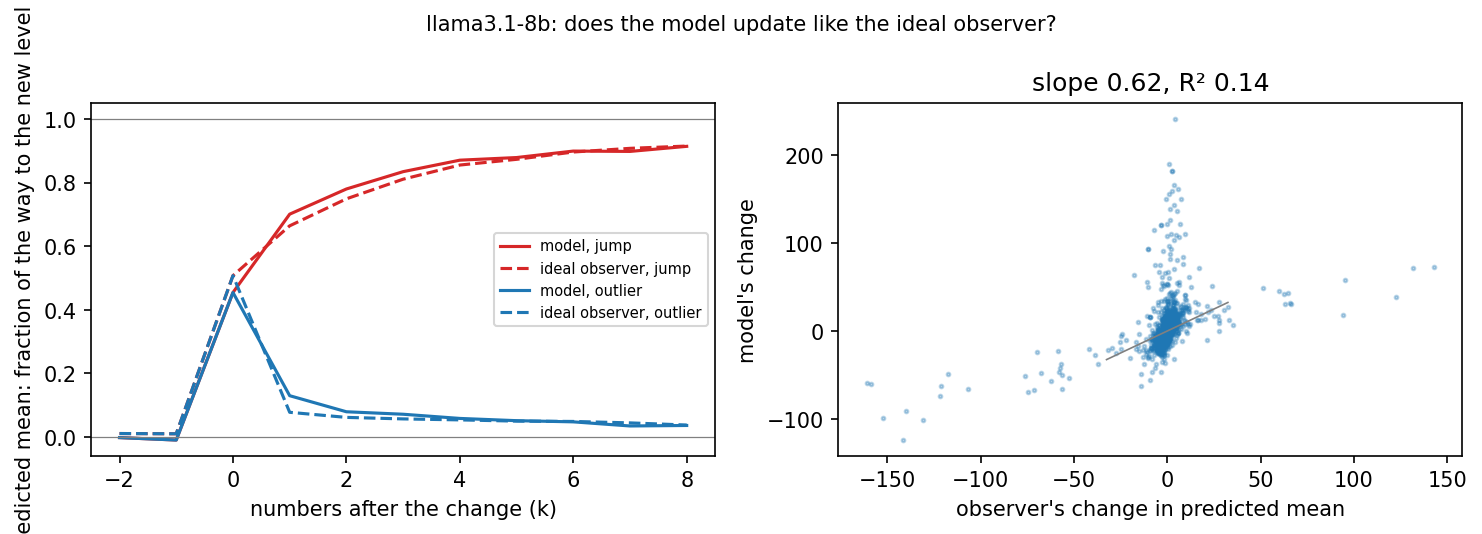 llama3.1-8b: does the model update like the ideal observer?
edicted mean: fraction of the way to the new level
1.0
0.8
0.6
0.4
0.2
0.0
−2
0
2
4
6
8
numbers after the change (k)
model, jump
ideal observer, jump
model, outlier
ideal observer, outlier
slope 0.62, R² 0.14
model's change
200
100
0
−100
−150
−100
−50
0
50
100
150
observer's change in predicted mean